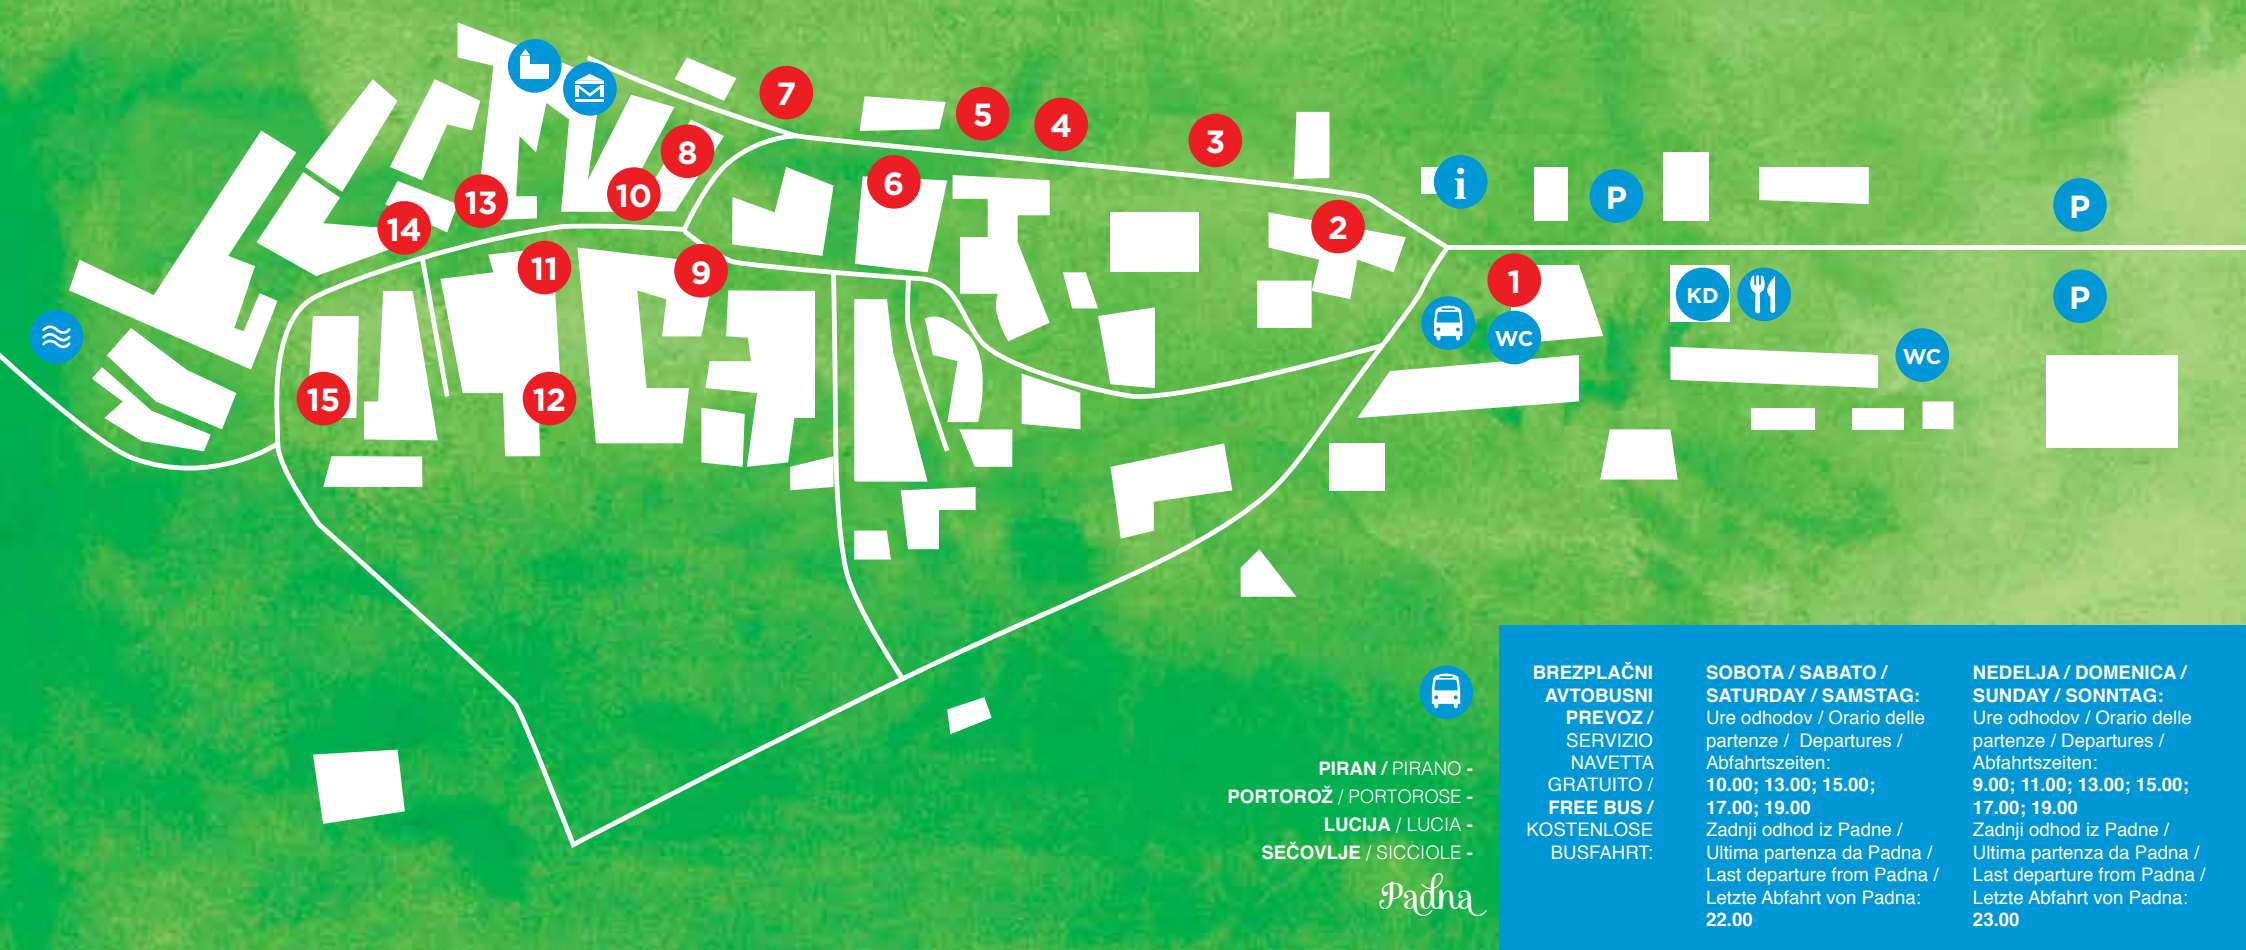 7
5
4
3
8
6
10
13
14
2
i
P
P
11
9
1
KD
P
WC
WC
15
12
PIRAN / PIRANO -
PORTOROŽ / PORTOROSE -
LUCIJA / LUCIA -
SEČOVLJE / SICCIOLE -
Padna
BREZPLAČNI
AVTOBUSNI
PREVOZ /
SERVIZIO
NAVETTA
GRATUITO /
FREE BUS /
KOSTENLOSE
BUSFAHRT:
SOBOTA / SABATO /
SATURDAY / SAMSTAG:
Ure odhodov / Orario delle
partenze / Departures /
Abfahrtszeiten:
10.00; 13.00; 15.00;
17.00; 19.00
Zadnji odhod iz Padne /
Ultima partenza da Padna /
Last departure from Padna /
Letzte Abfahrt von Padna:
22.00
NEDELJA / DOMENICA /
SUNDAY / SONNTAG:
Ure odhodov / Orario delle
partenze / Departures /
Abfahrtszeiten:
9.00; 11.00; 13.00; 15.00;
17.00; 19.00
Zadnji odhod iz Padne /
Ultima partenza da Padna /
Last departure from Padna /
Letzte Abfahrt von Padna:
23.00